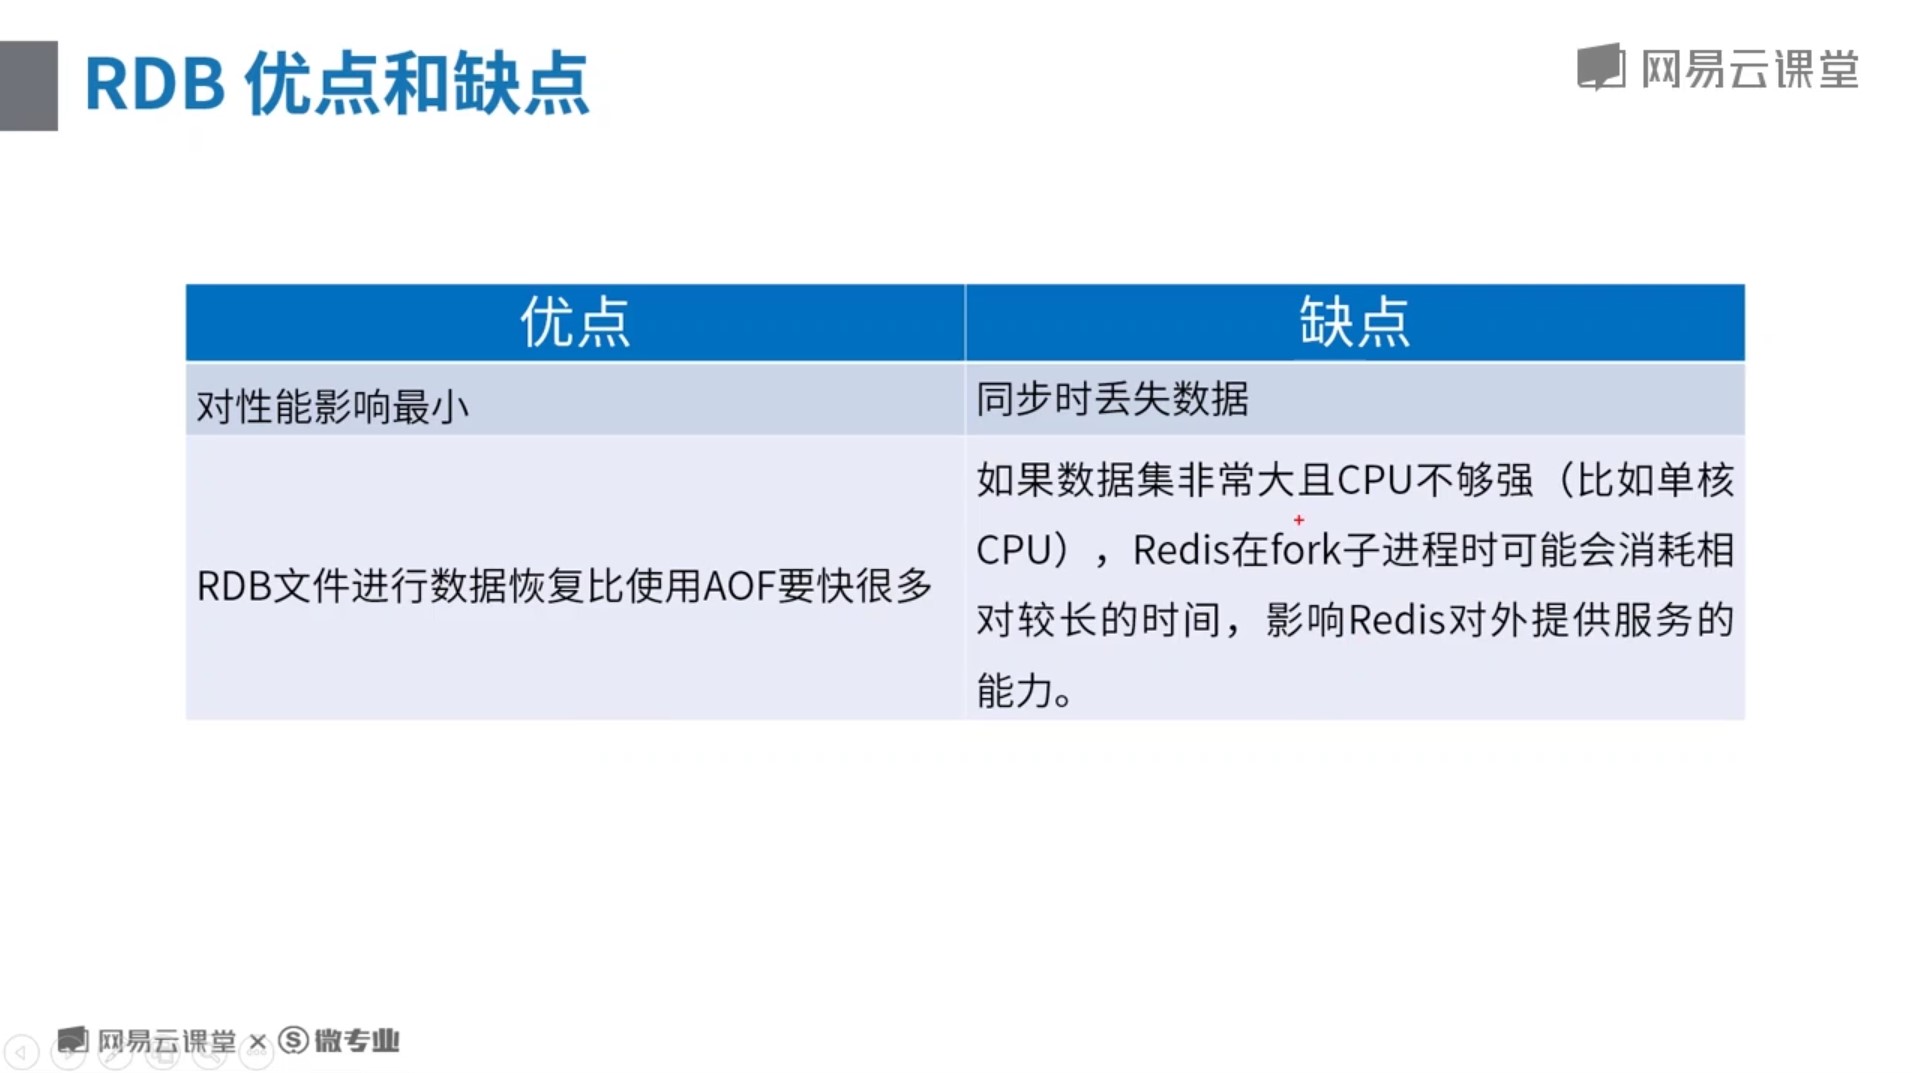 RDB 优点和缺点
网易云课堂
优点
缺点
对性能影响最小
同步时丢失数据
RDB文件进行数据恢复比使用AOF要快很多
如果数据集非常大且CPU不够强（比如单核
CPU），Redis在fork子进程时可能会消耗相
对较长的时间，影响Redis对外提供服务的
能力。
网易云课堂 × 微专业